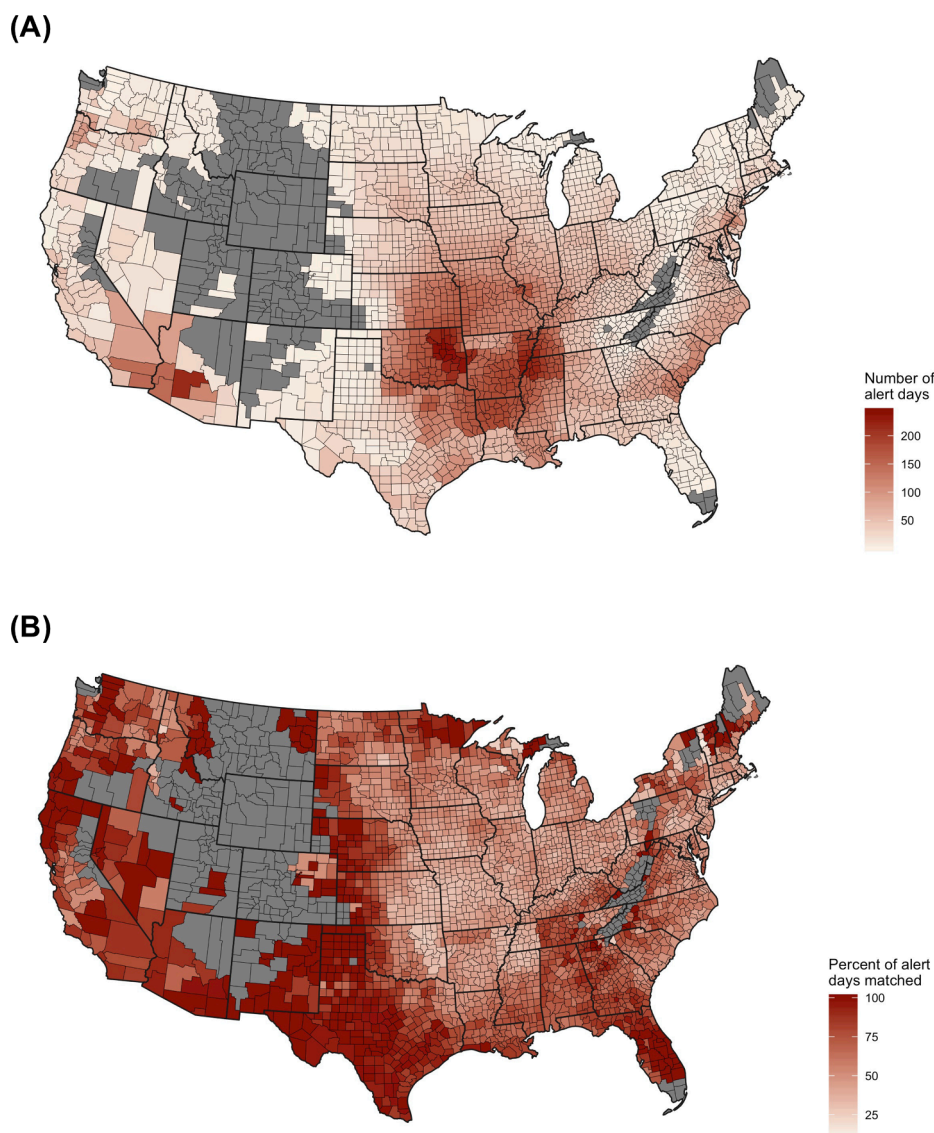 (A)
Number of
alert days
200
150
100
50
(B)
Percent of alert
days matched
100
75
50
25